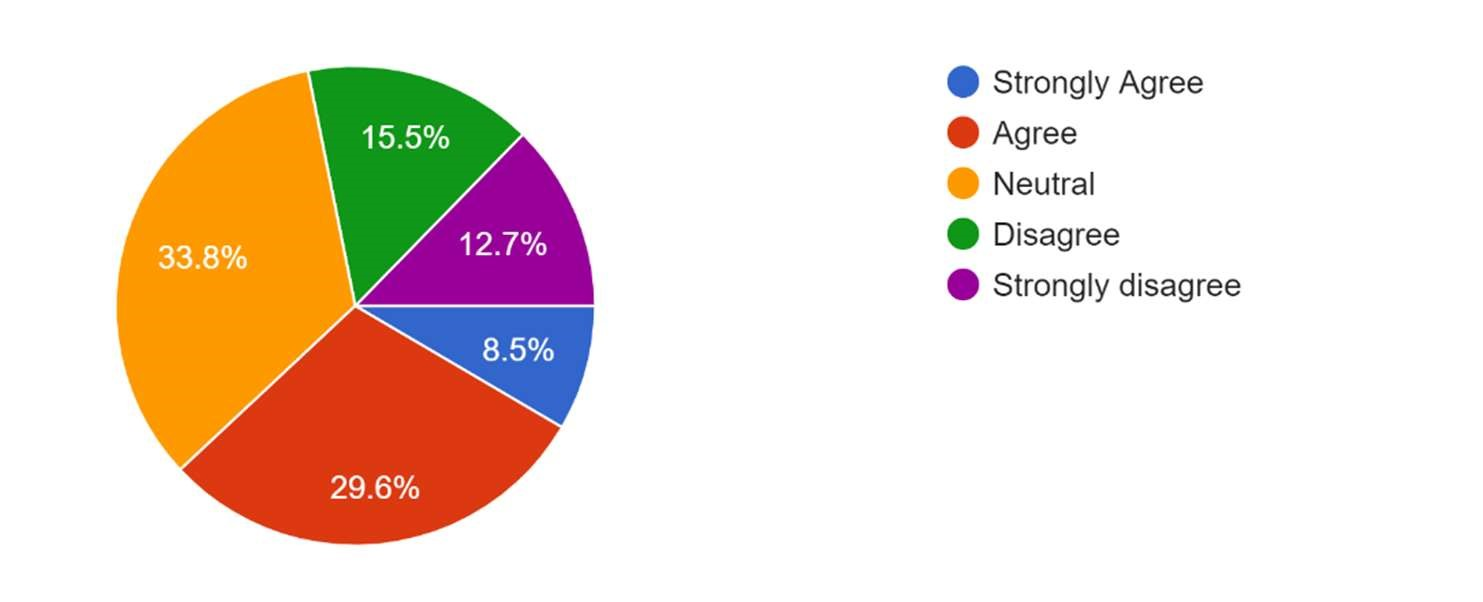 15.5%
12.7%
33.8%
8.5%
29.6%
Strongly Agree
Agree
Neutral
Disagree
Strongly disagree